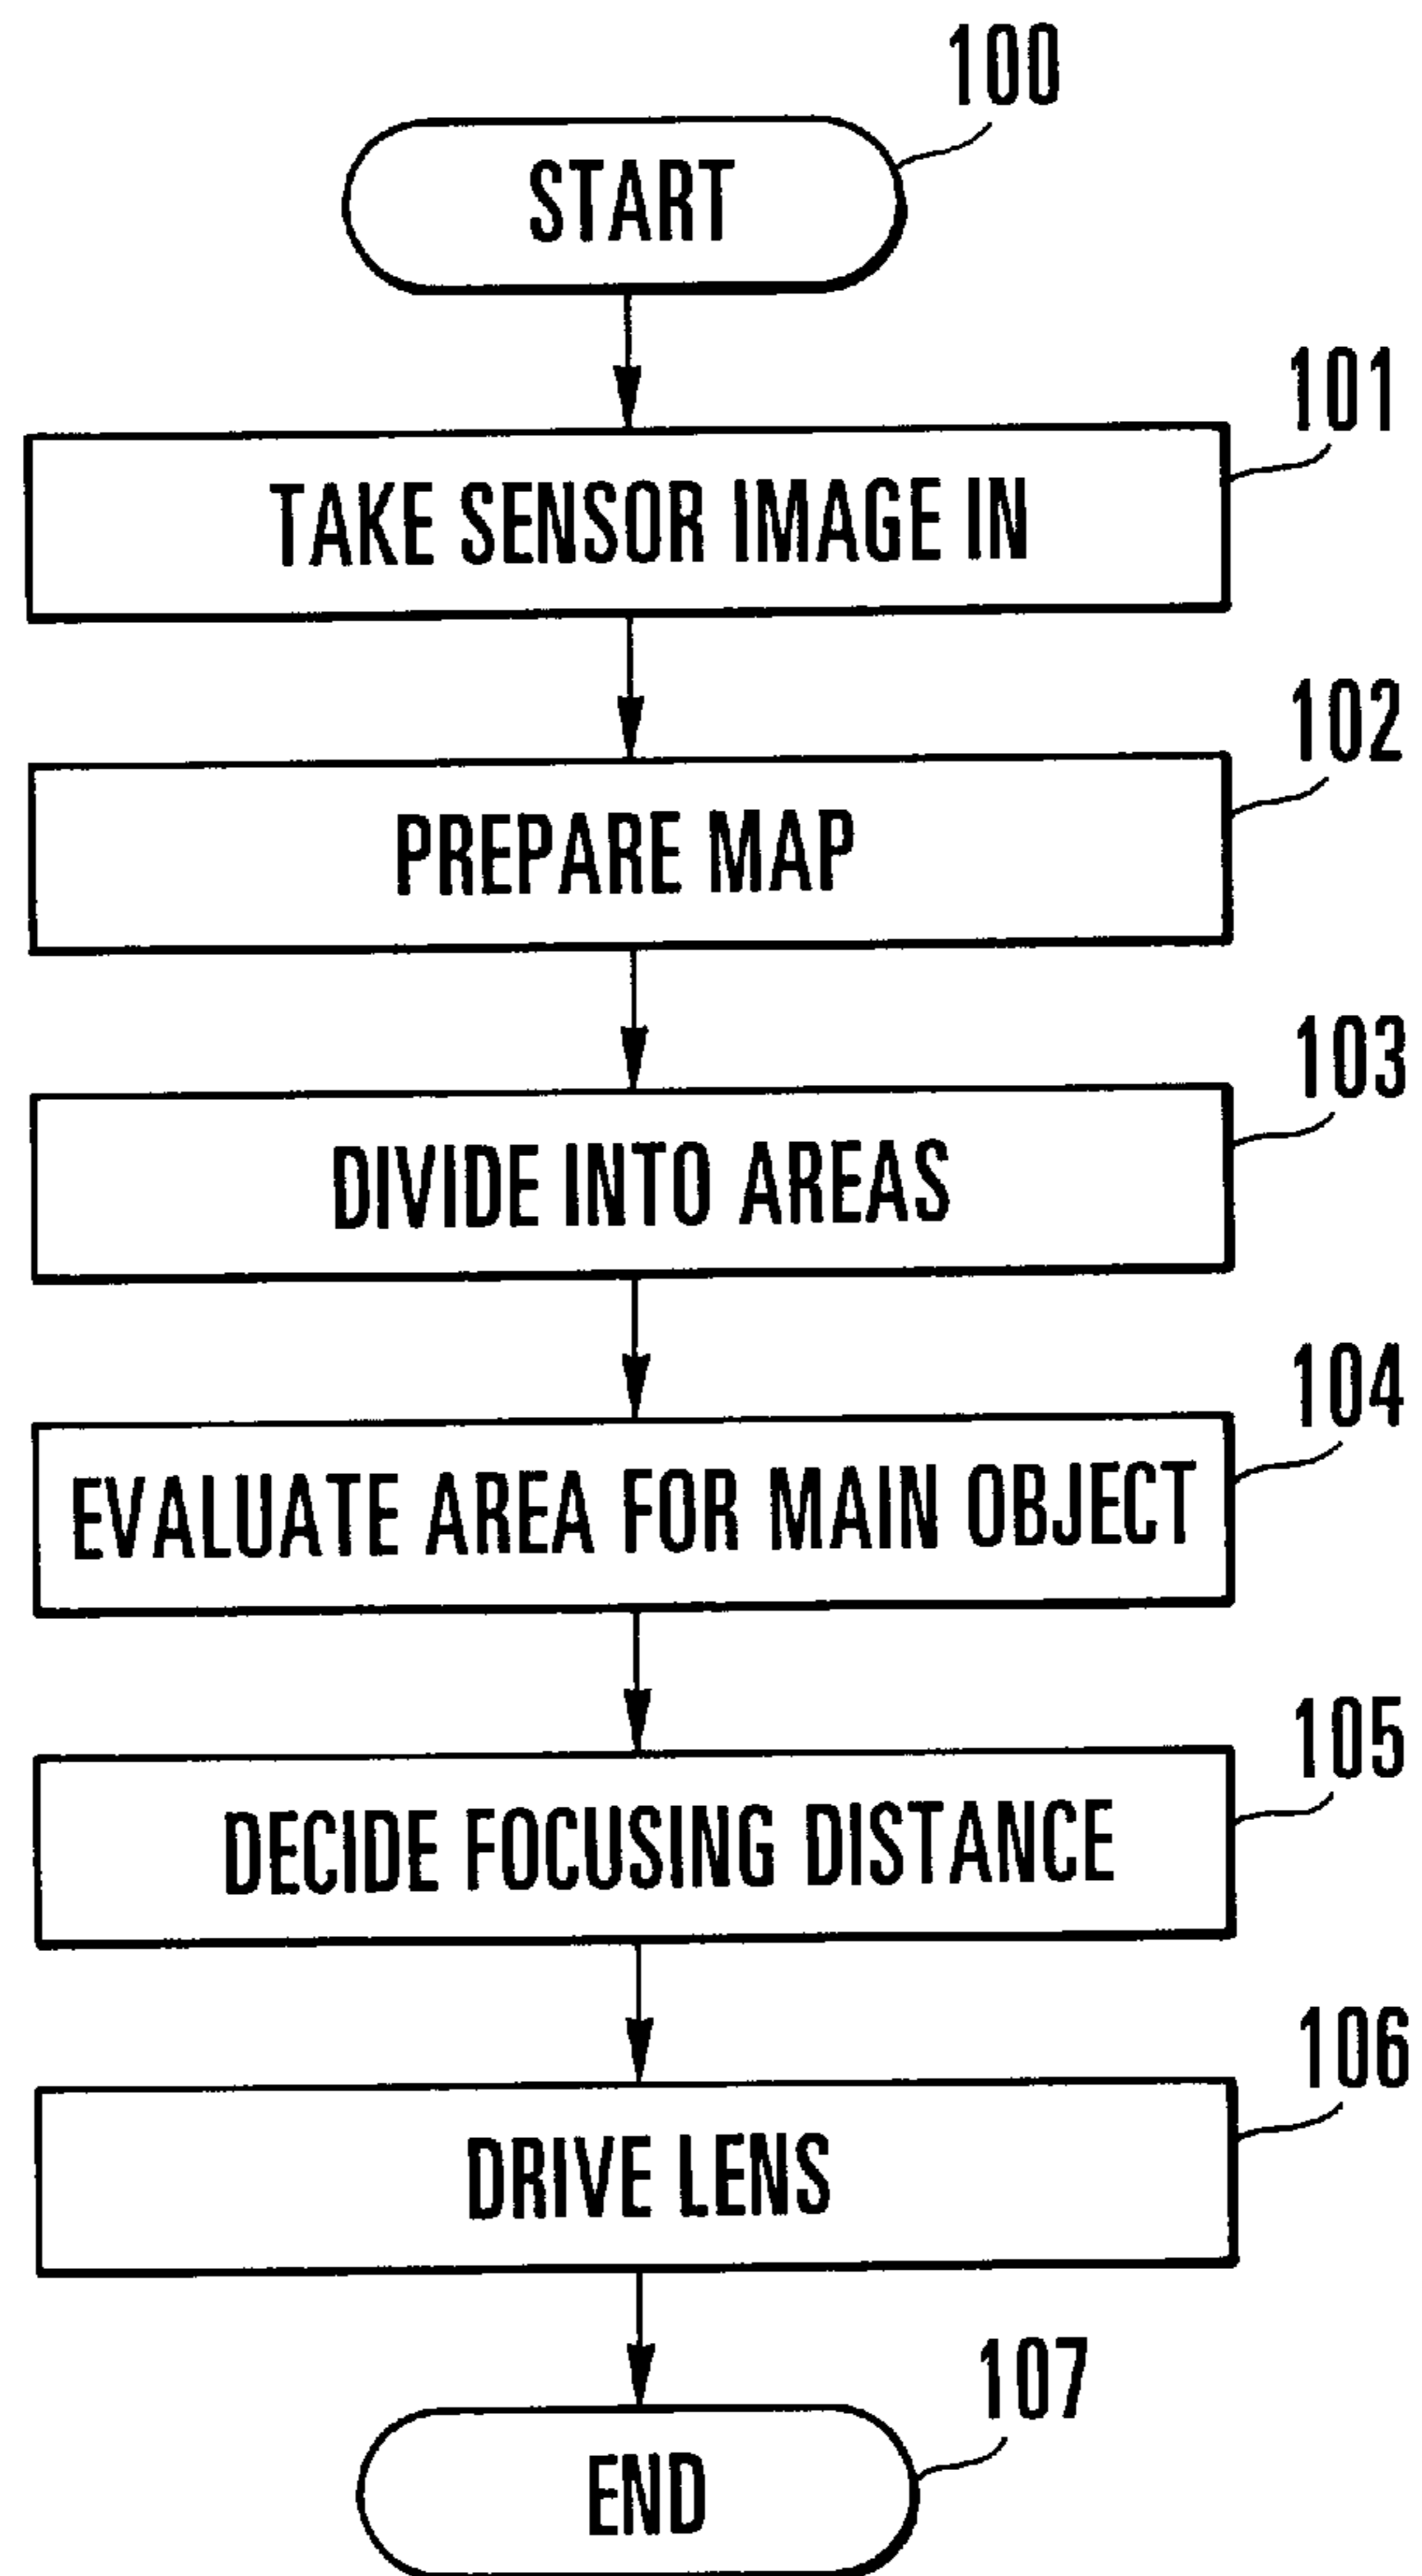 100
START
101
TAKE SENSOR IMAGE IN
102
PREPARE MAP
103
DIVIDE INTO AREAS
104
EVALUATE AREA FOR MAIN OBJECT
105
DECIDE FOCUSING DISTANCE
106
DRIVE LENS
107
END